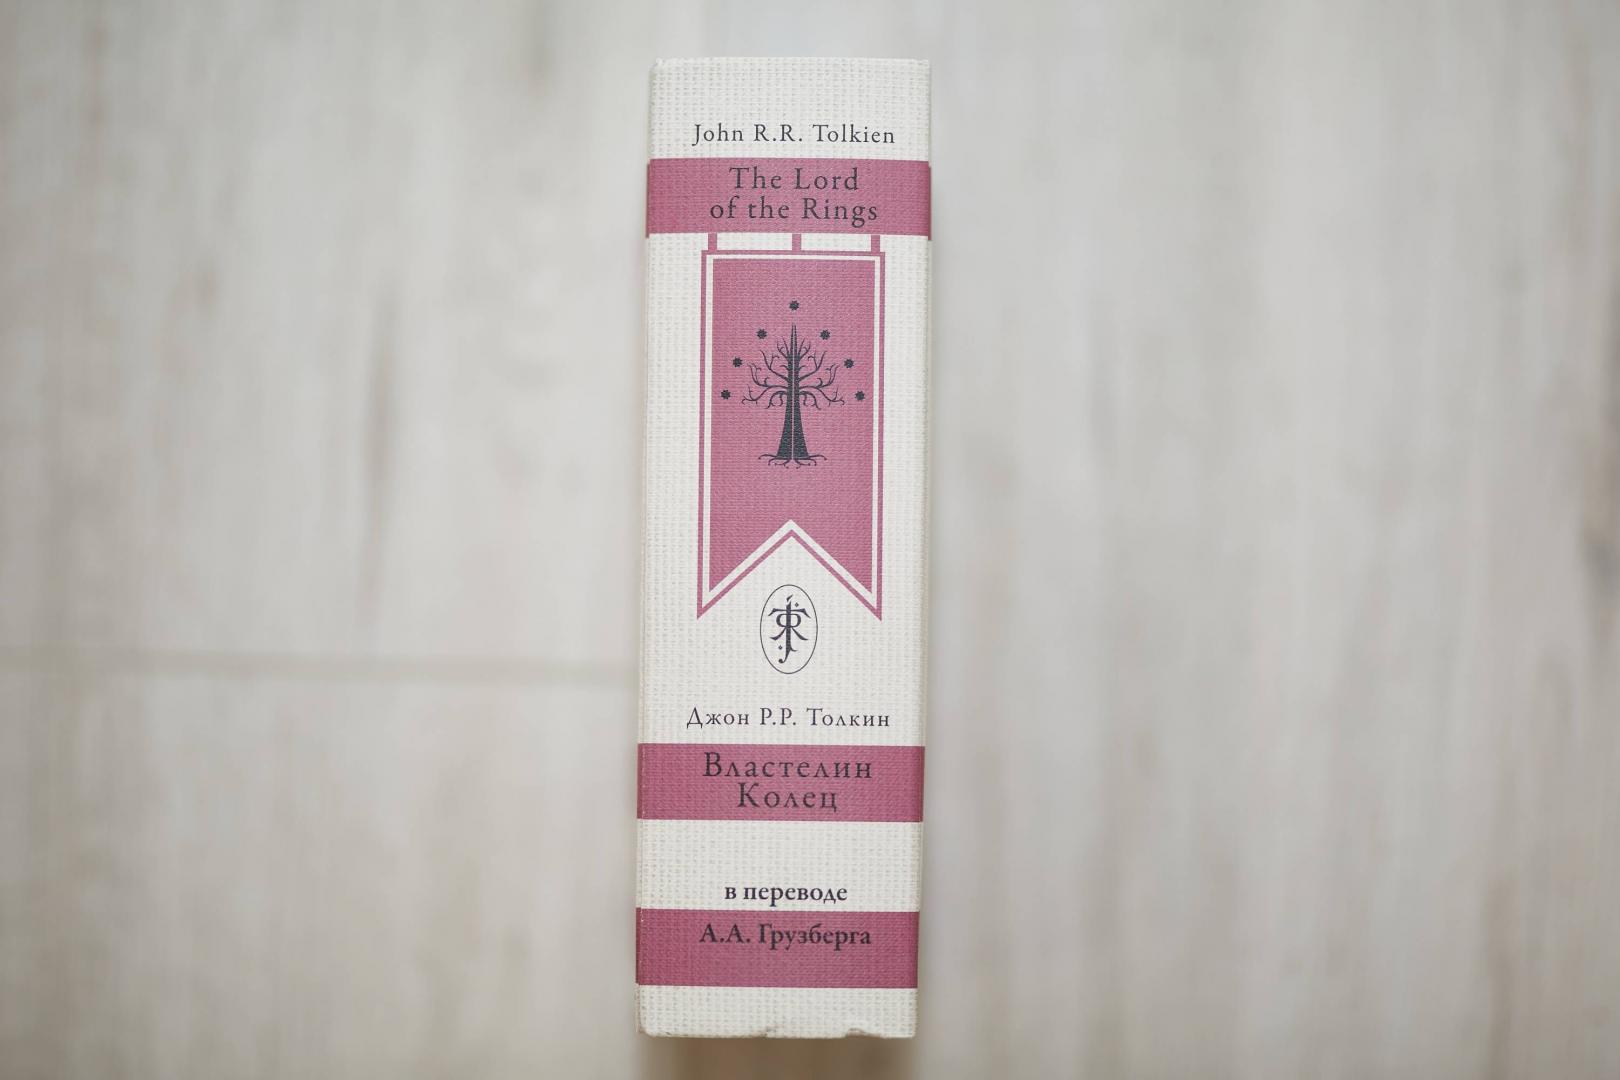 John R.R. Tolkien
The Lord
of the Rings
Джон Р.Р. Толкин
Властелин
Колец
в переводе
А.А. Грузберга